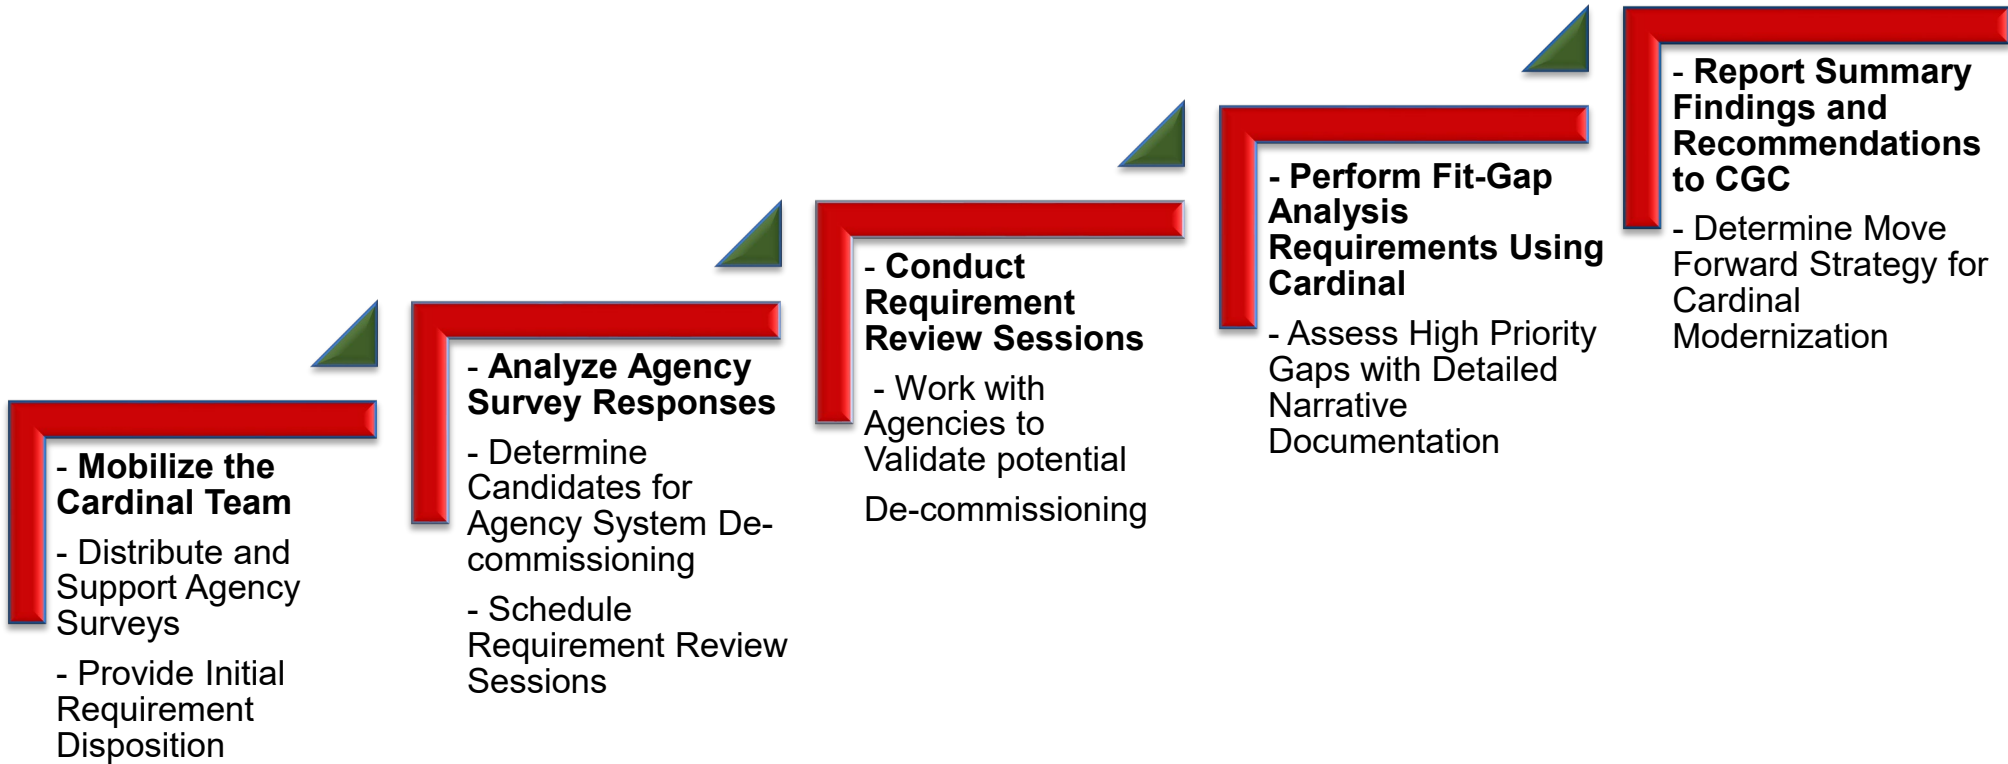 - Mobilize the
Cardinal Team
- Distribute and
Support Agency
Surveys
- Provide Initial
Requirement
Disposition
- Analyze Agency
Survey Responses
- Determine
Candidates for
Agency System De-
commissioning
- Schedule
Requirement Review
Sessions
- Conduct
Requirement
Review Sessions
- Work with
Agencies to
Validate potential
De-commissioning
- Perform Fit-Gap
Analysis
Requirements Using
Cardinal
- Assess High Priority
Gaps with Detailed
Narrative
Documentation
- Report Summary
Findings and
Recommendations
to CGC
- Determine Move
Forward Strategy for
Cardinal
Modernization